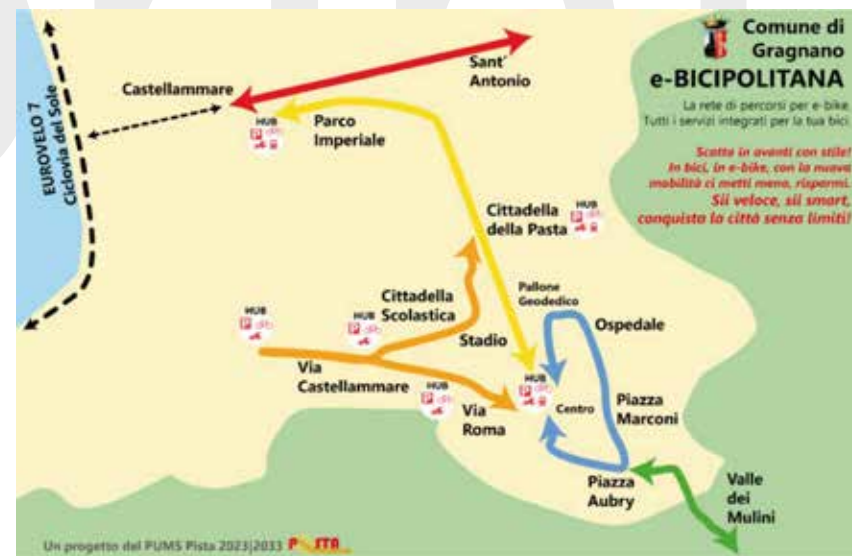 Comune di
Gragnano
e-BICIPOLITANA
La rete di percorsi per e-bike
Tutti i servizi integrati per la tua bici
Scatta in avanti con stile!
In bici, in e-bike, con la nuova
mobilità ci metti meno, risparmi.
Sii veloce, sii smart,
conquista la città senza limiti!
EUROVELO 7
Ciclovia del Sole
Castellammare
Sant'
Antonio
HUB
P
Parco
Imperiale
Cittadella
della Pasta
HUB
P
Pallone
Geodedico
Ospedale
Cittadella
Scolastica
HUB
P
HUB
P
Stadio
Via
Castellammare
HUB
P
Via
Roma
HUB
P
Centro
Piazza
Marconi
Piazza
Aubry
Valle
dei
Mulini
Un progetto del PUMS Pista 2023|2033